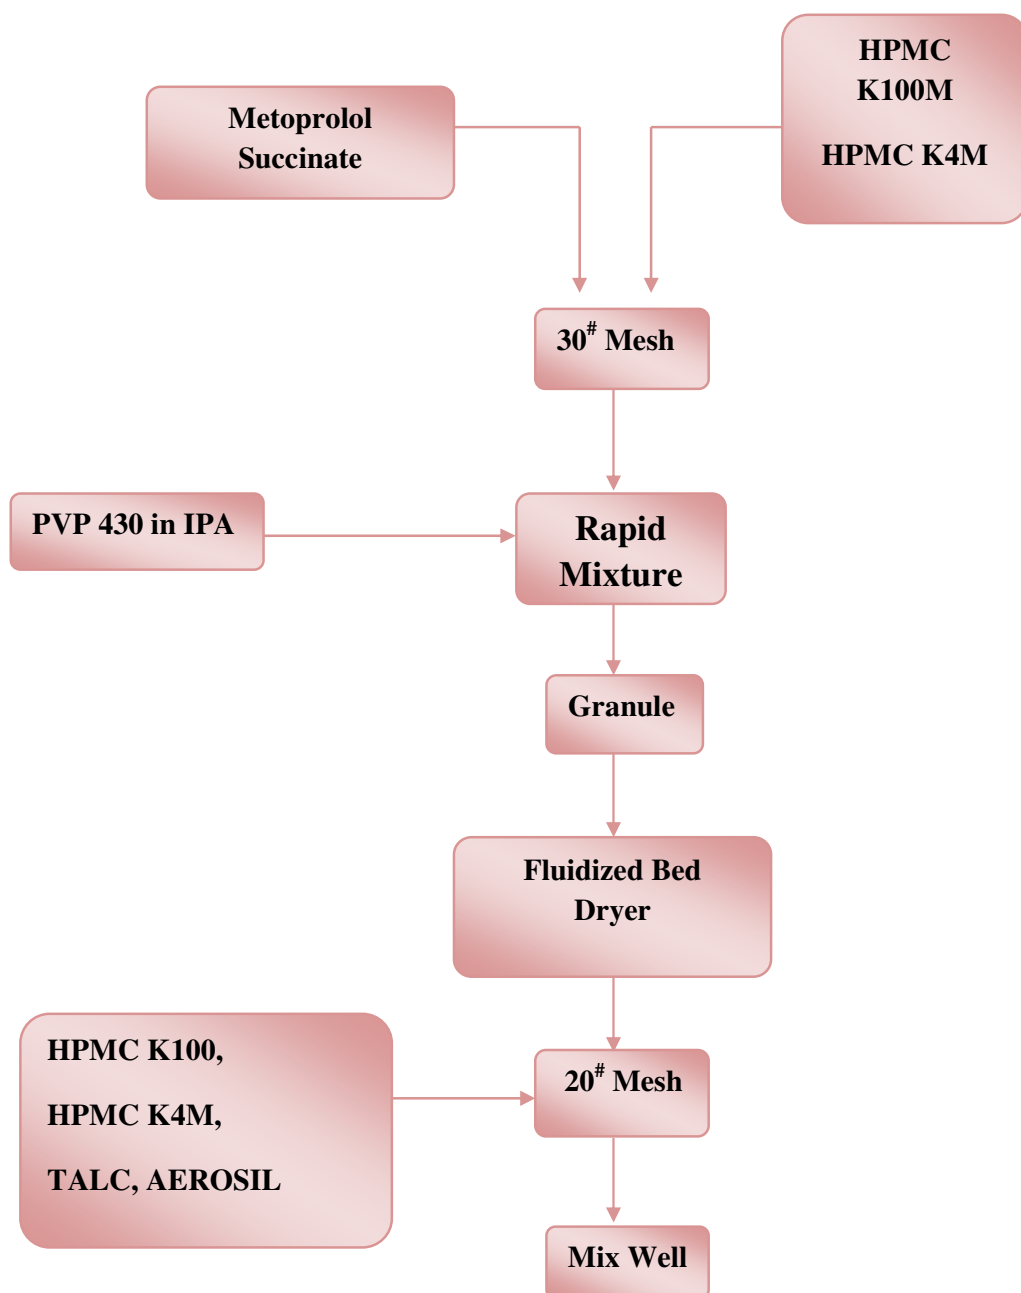 HPMC
K100M
HPMC K4M
Metoprolol
Succinate
30# Mesh
PVP 430 in IPA
Rapid
Mixture
Granule
Fluidized Bed
Dryer
HPMC K100,
HPMC K4M,
TALC, AEROSIL
20# Mesh
Mix Well